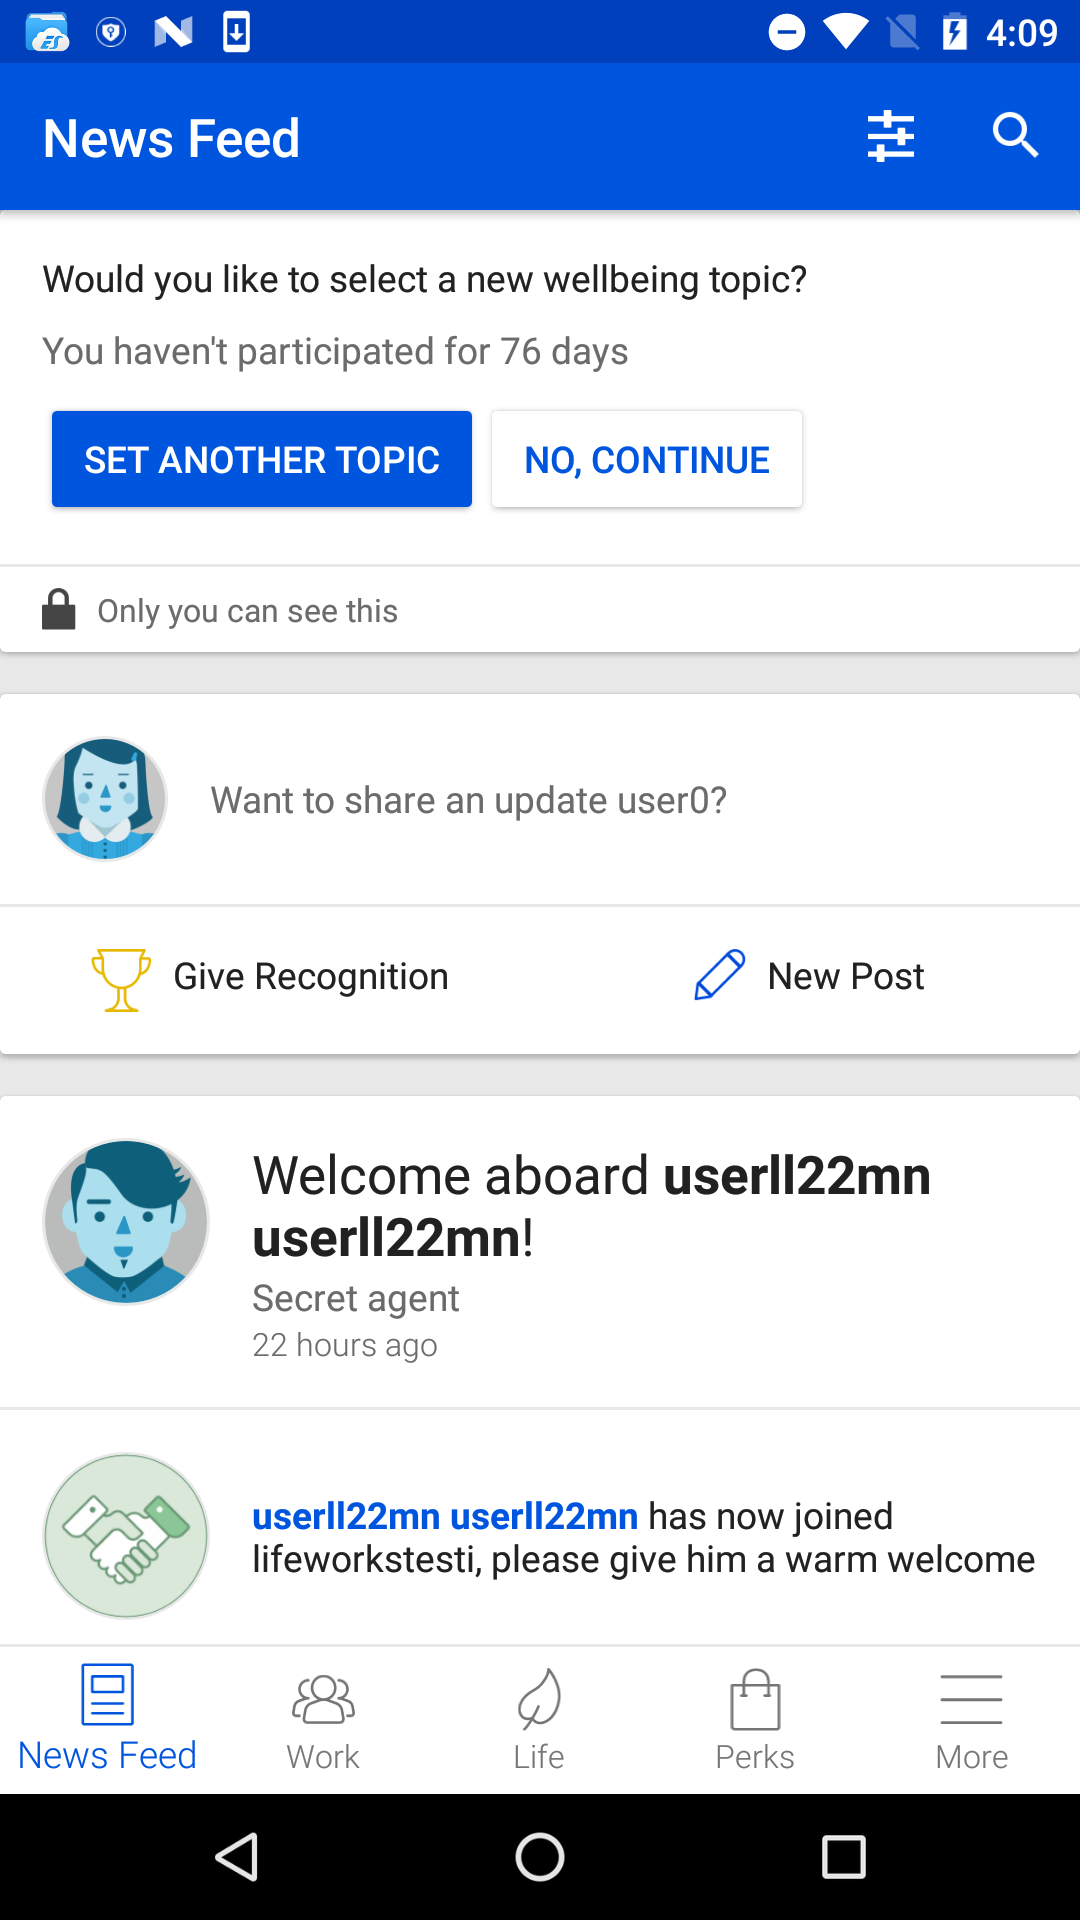 4:09
News Feed
Would you like to select a new wellbeing topic?
You haven't participated for 76 days
SET ANOTHER TOPIC
NO, CONTINUE
Only you can see this
Want to share an update user0?
Give Recognition
New Post
Welcome aboard userll22mn
userll22mn!
Secret agent
22 hours ago
userll22mn userll22mn has now joined
lifeworkstesti, please give him a warm welcome
News Feed
Work
Life
Perks
More